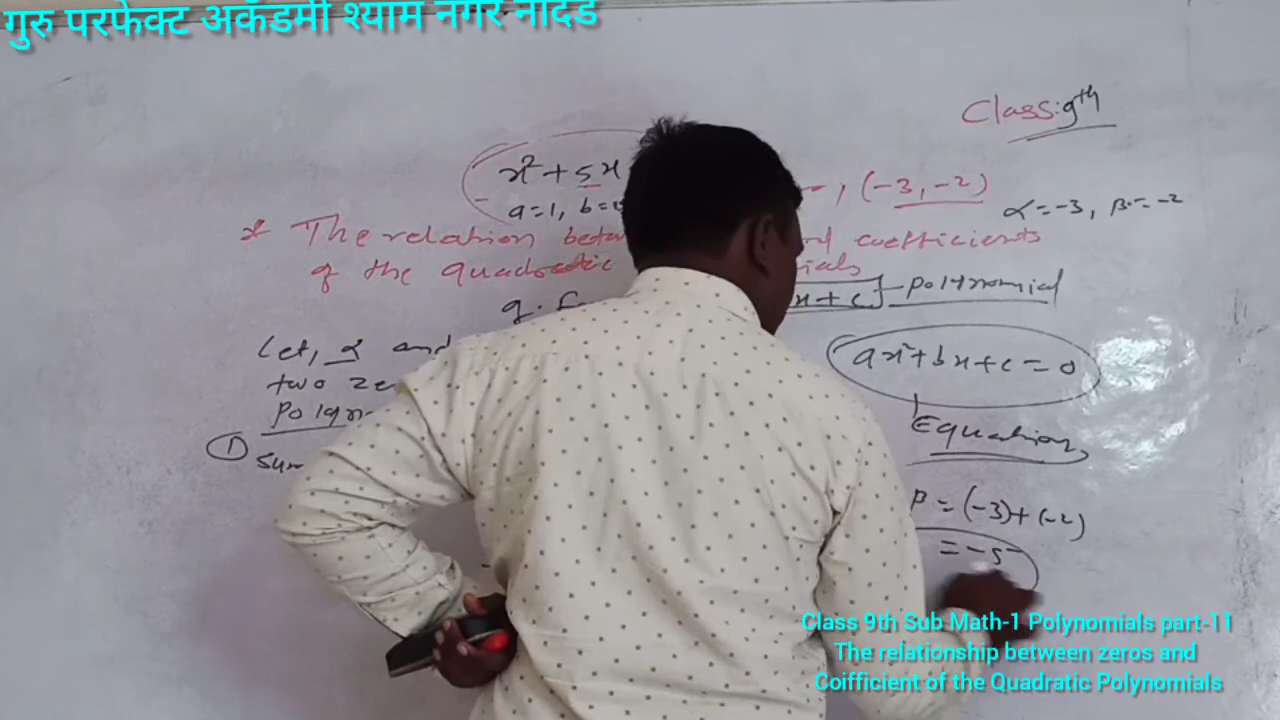 गुरु परफेक्ट अकॅडमी श्याम नगर नांदेड
Class:9th
x²+5x
-, (-3,-2)
a=1, b=
α=-3, β=-2
* The relation betw coefficients
of the quadratic ials
x+c] polynomial
Let, α and
ax²+bx+c=0
two ze
Polyn
Equation
① sum
β=(-3)+(-2)
=-5
Class 9th Sub Math-1 Polynomials part-11
The relationship between zeros and
Coifficient of the Quadratic Polynomials